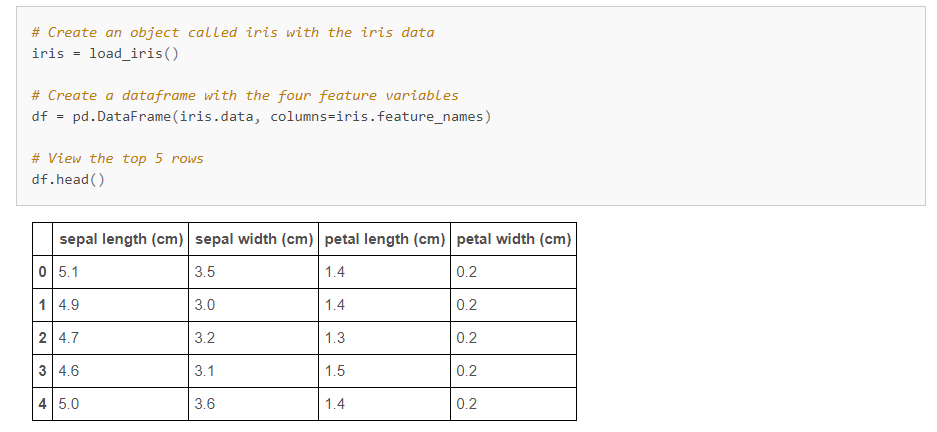 # Create an object called iris with the iris data
iris = load_iris()
# Create a dataframe with the four feature variables
df = pd.DataFrame(iris.data, columns=iris.feature_names)
# View the top 5 rows
df.head()
sepal length (cm) sepal width (cm) petal length (cm) petal width (cm)
0 5.1 3.5 1.4 0.2
1 4.9 3.0 1.4 0.2
2 4.7 3.2 1.3 0.2
3 4.6 3.1 1.5 0.2
4 5.0 3.6 1.4 0.2